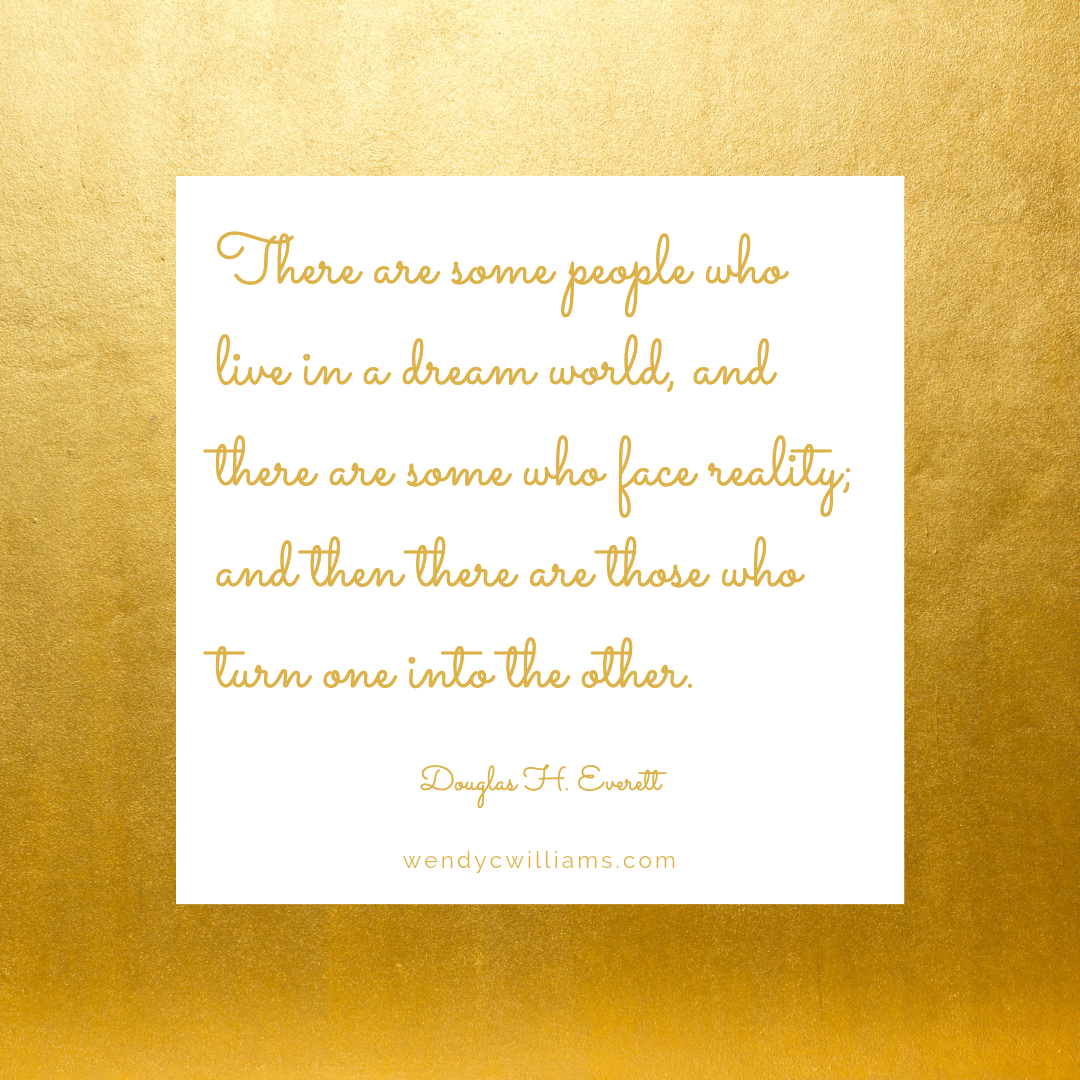 There are some people who
live in a dream world, and
there are some who face reality;
and then there are those who
turn one into the other.
Douglas H. Everett
wendycwilliams.com